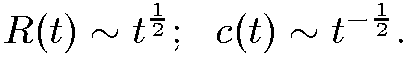 R(t) ∼ t^{1/2};   c(t) ∼ t^{-1/2}.